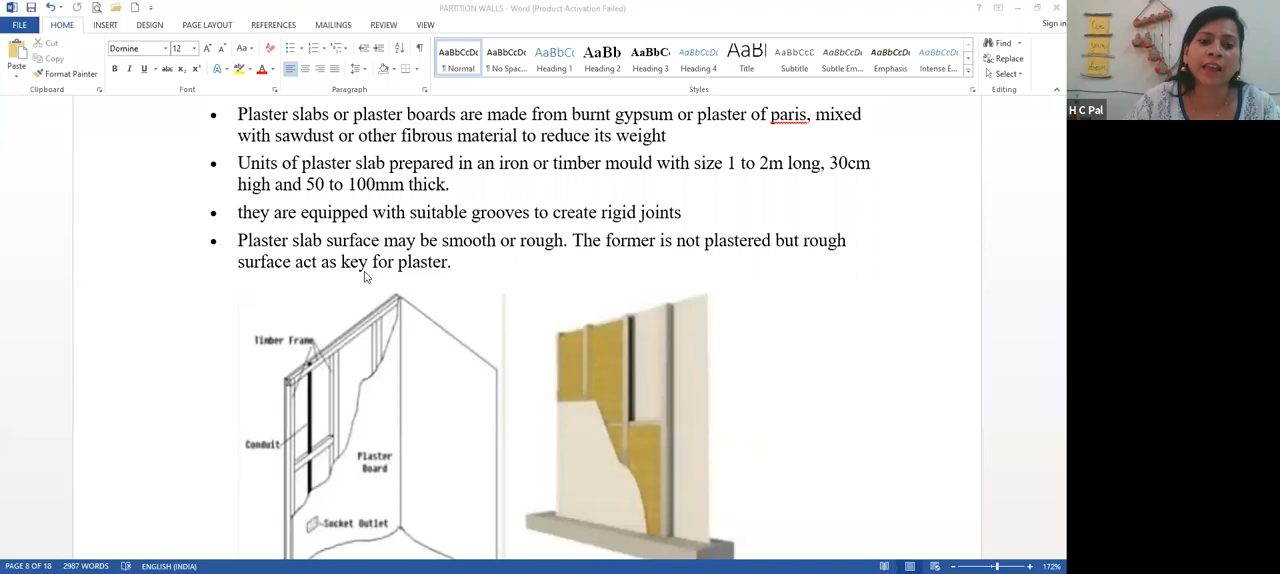 PARTITION WALLS - Word (Product Activation Failed)
FILE HOME INSERT DESIGN PAGE LAYOUT REFERENCES MAILINGS REVIEW VIEW Sign in
Cut
Copy
Format Painter
Paste
Clipboard
Domine 12
Font
Paragraph
AaBbCcDc AaBbCcDc AaBbCc AaBb AaBbC AaBbCcD AaBl AaBbCcD AaBbCcDc AaBbCcDc AaBbCcDc
¶ Normal ¶ No Spac... Heading 1 Heading 2 Heading 3 Heading 4 Title Subtitle Subtle Em... Emphasis Intense E...
Styles
Find
Replace
Select
Editing
H C Pal
• Plaster slabs or plaster boards are made from burnt gypsum or plaster of paris, mixed
with sawdust or other fibrous material to reduce its weight
• Units of plaster slab prepared in an iron or timber mould with size 1 to 2m long, 30cm
high and 50 to 100mm thick.
• they are equipped with suitable grooves to create rigid joints
• Plaster slab surface may be smooth or rough. The former is not plastered but rough
surface act as key for plaster.
Timber Frame
Conduit
Plaster
Board
Socket Outlet
PAGE 8 OF 18 2987 WORDS ENGLISH (INDIA) 172%